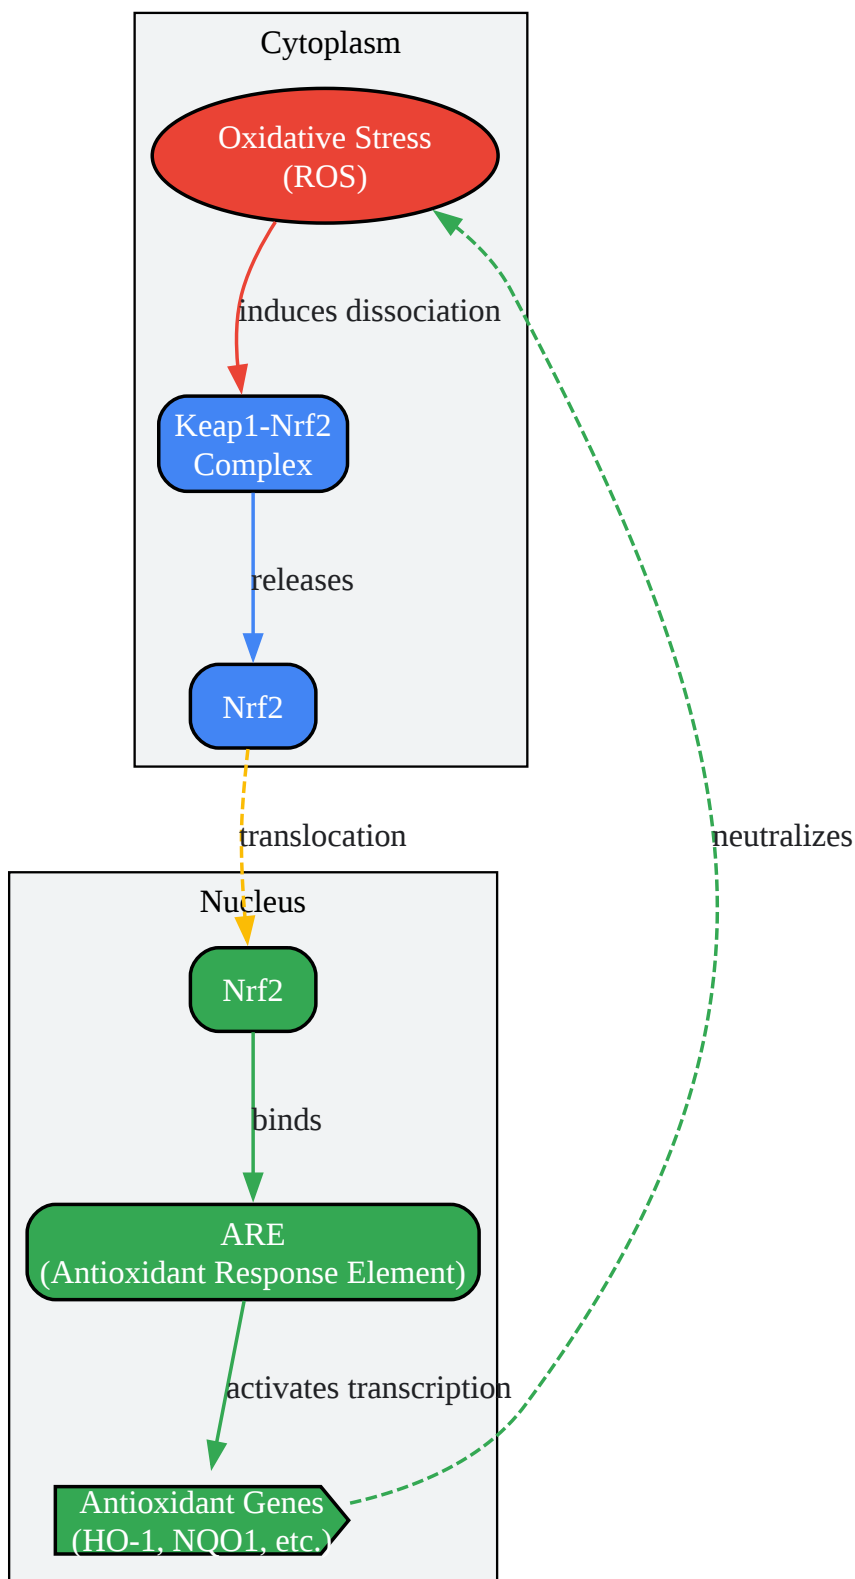 Cytoplasm
Oxidative Stress
(ROS)
induces dissociation
Keap1-Nrf2
Complex
releases
Nrf2
translocation
neutralizes
Nucleus
Nrf2
binds
ARE
(Antioxidant Response Element)
activates transcription
Antioxidant Genes
(HO-1, NQO1, etc.)